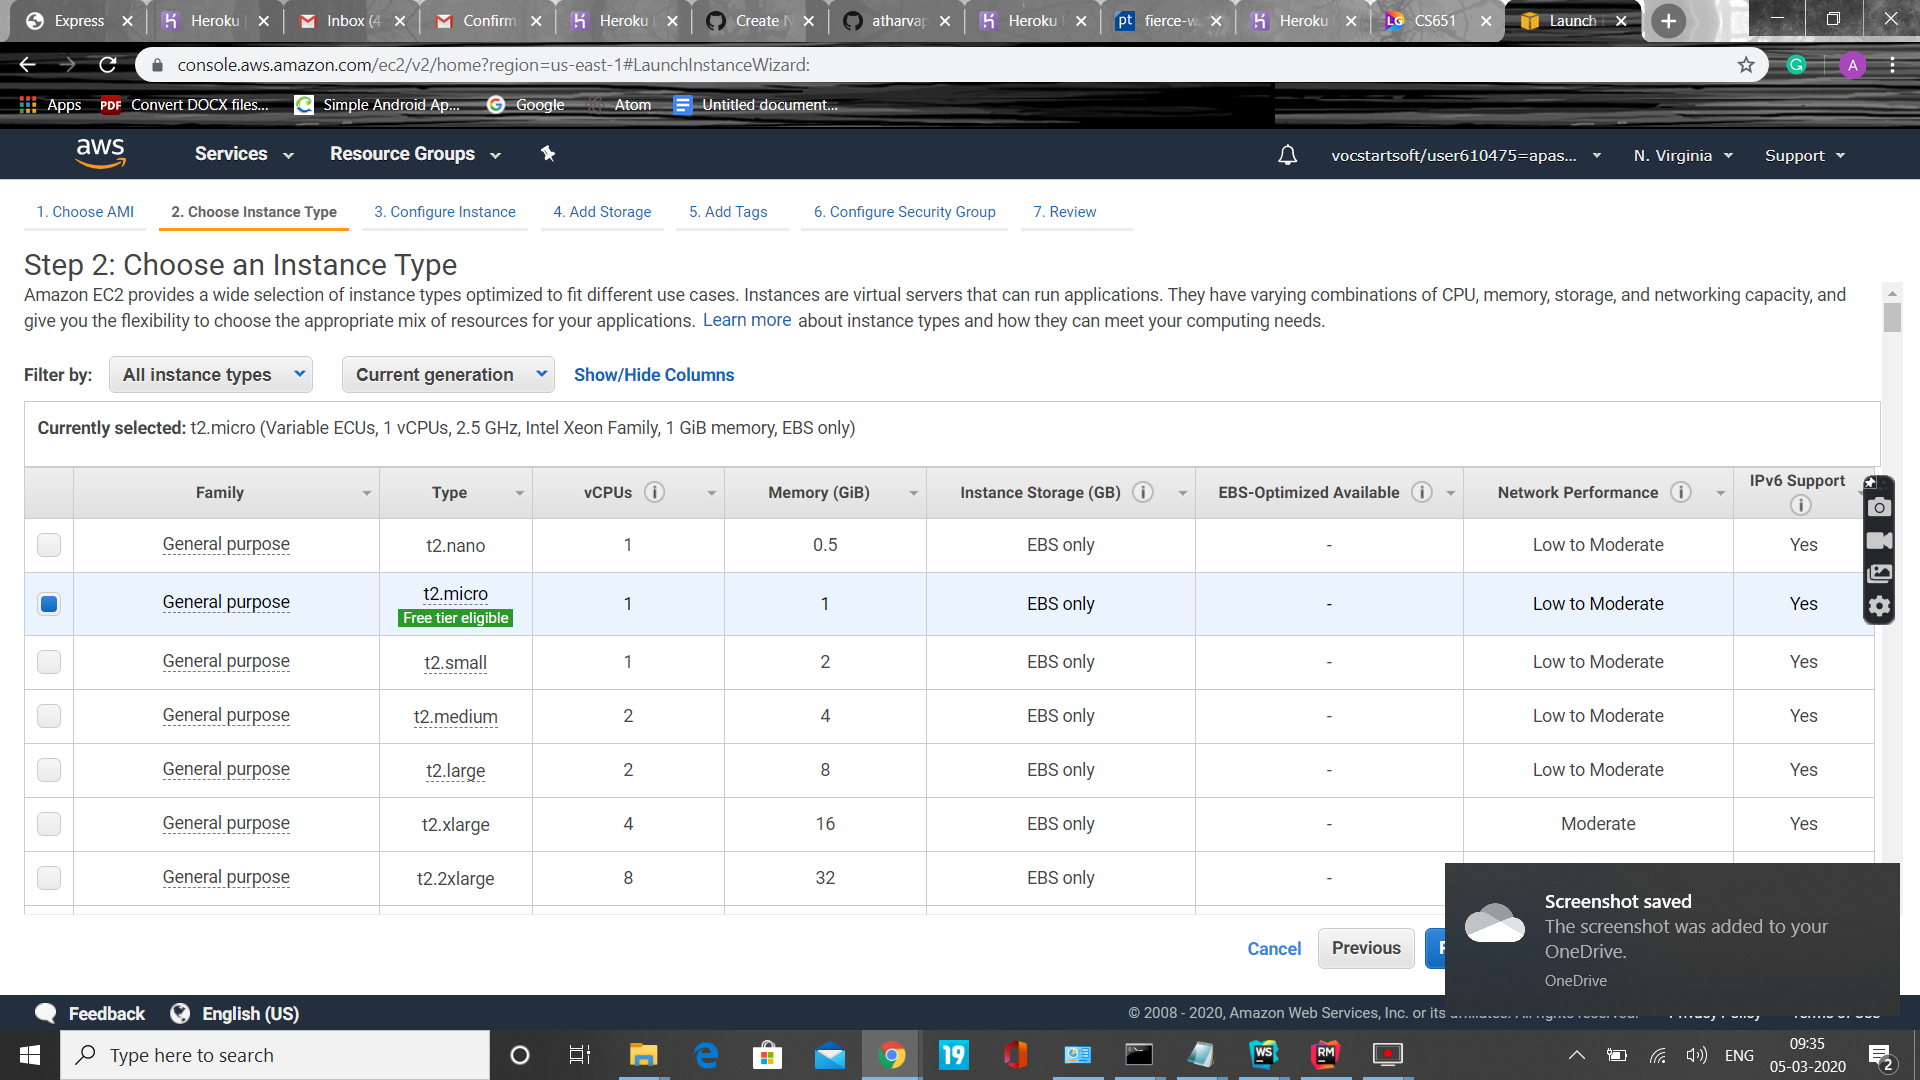 Express
Heroku
Inbox (4
Confirm
Heroku
Create N
atharvap
Heroku
pt fierce-w
Heroku
LG CS651
Launch
console.aws.amazon.com/ec2/v2/home?region=us-east-1#LaunchInstanceWizard:
G
A
Apps PDF Convert DOCX files... Simple Android Ap... Google Atom Untitled document...
aws Services Resource Groups vocstartsoft/user610475=apas... N. Virginia Support
1. Choose AMI 2. Choose Instance Type 3. Configure Instance 4. Add Storage 5. Add Tags 6. Configure Security Group 7. Review
Step 2: Choose an Instance Type
Amazon EC2 provides a wide selection of instance types optimized to fit different use cases. Instances are virtual servers that can run applications. They have varying combinations of CPU, memory, storage, and networking capacity, and
give you the flexibility to choose the appropriate mix of resources for your applications. Learn more about instance types and how they can meet your computing needs.
Filter by: All instance types Current generation Show/Hide Columns
Currently selected: t2.micro (Variable ECUs, 1 vCPUs, 2.5 GHz, Intel Xeon Family, 1 GiB memory, EBS only)
Family Type vCPUs i Memory (GiB) Instance Storage (GB) i EBS-Optimized Available i Network Performance i IPv6 Support i
General purpose t2.nano 1 0.5 EBS only - Low to Moderate Yes
General purpose t2.micro 1 1 EBS only - Low to Moderate Yes
Free tier eligible
General purpose t2.small 1 2 EBS only - Low to Moderate Yes
General purpose t2.medium 2 4 EBS only - Low to Moderate Yes
General purpose t2.large 2 8 EBS only - Low to Moderate Yes
General purpose t2.xlarge 4 16 EBS only - Moderate Yes
General purpose t2.2xlarge 8 32 EBS only -
Cancel Previous
Screenshot saved
The screenshot was added to your
OneDrive.
OneDrive
Feedback English (US) © 2008 - 2020, Amazon Web Services, Inc. or its
Type here to search
19
WS
RM
ENG
09:35
05-03-2020
2